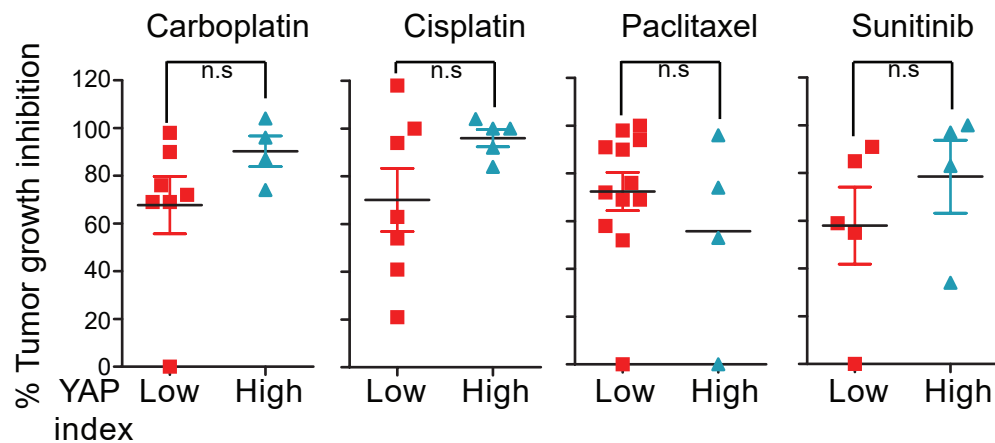 Carboplatin Cisplatin Paclitaxel Sunitinib
n.s n.s n.s n.s
% Tumor growth inhibition
120
100
80
60
40
20
0
YAP Low High Low High Low High Low High
index